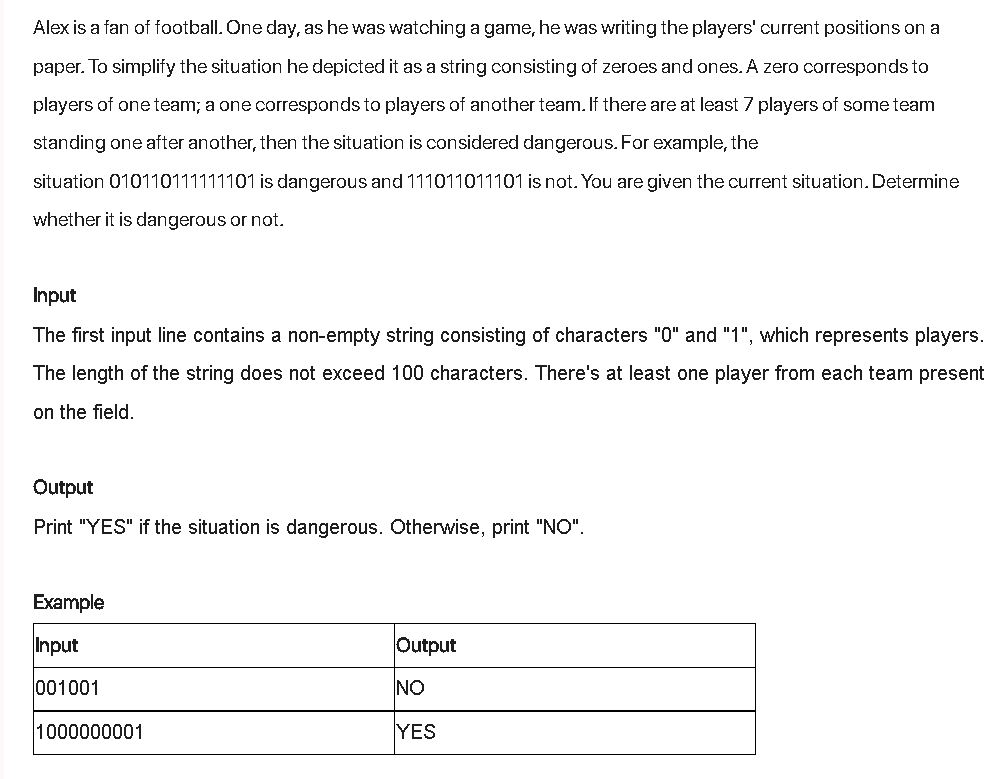 Alex is a fan of football. One day, as he was watching a game, he was writing the players' current positions on a
paper. To simplify the situation he depicted it as a string consisting of zeroes and ones. A zero corresponds to
players of one team; a one corresponds to players of another team. If there are at least 7 players of some team
standing one after another, then the situation is considered dangerous. For example, the
situation 010110111111101 is dangerous and 111011011101 is not. You are given the current situation. Determine
whether it is dangerous or not.
Input
The first input line contains a non-empty string consisting of characters "0" and "1", which represents players.
The length of the string does not exceed 100 characters. There's at least one player from each team present
on the field.
Output
Print "YES" if the situation is dangerous. Otherwise, print "NO".
Example
Input Output
001001 NO
1000000001 YES